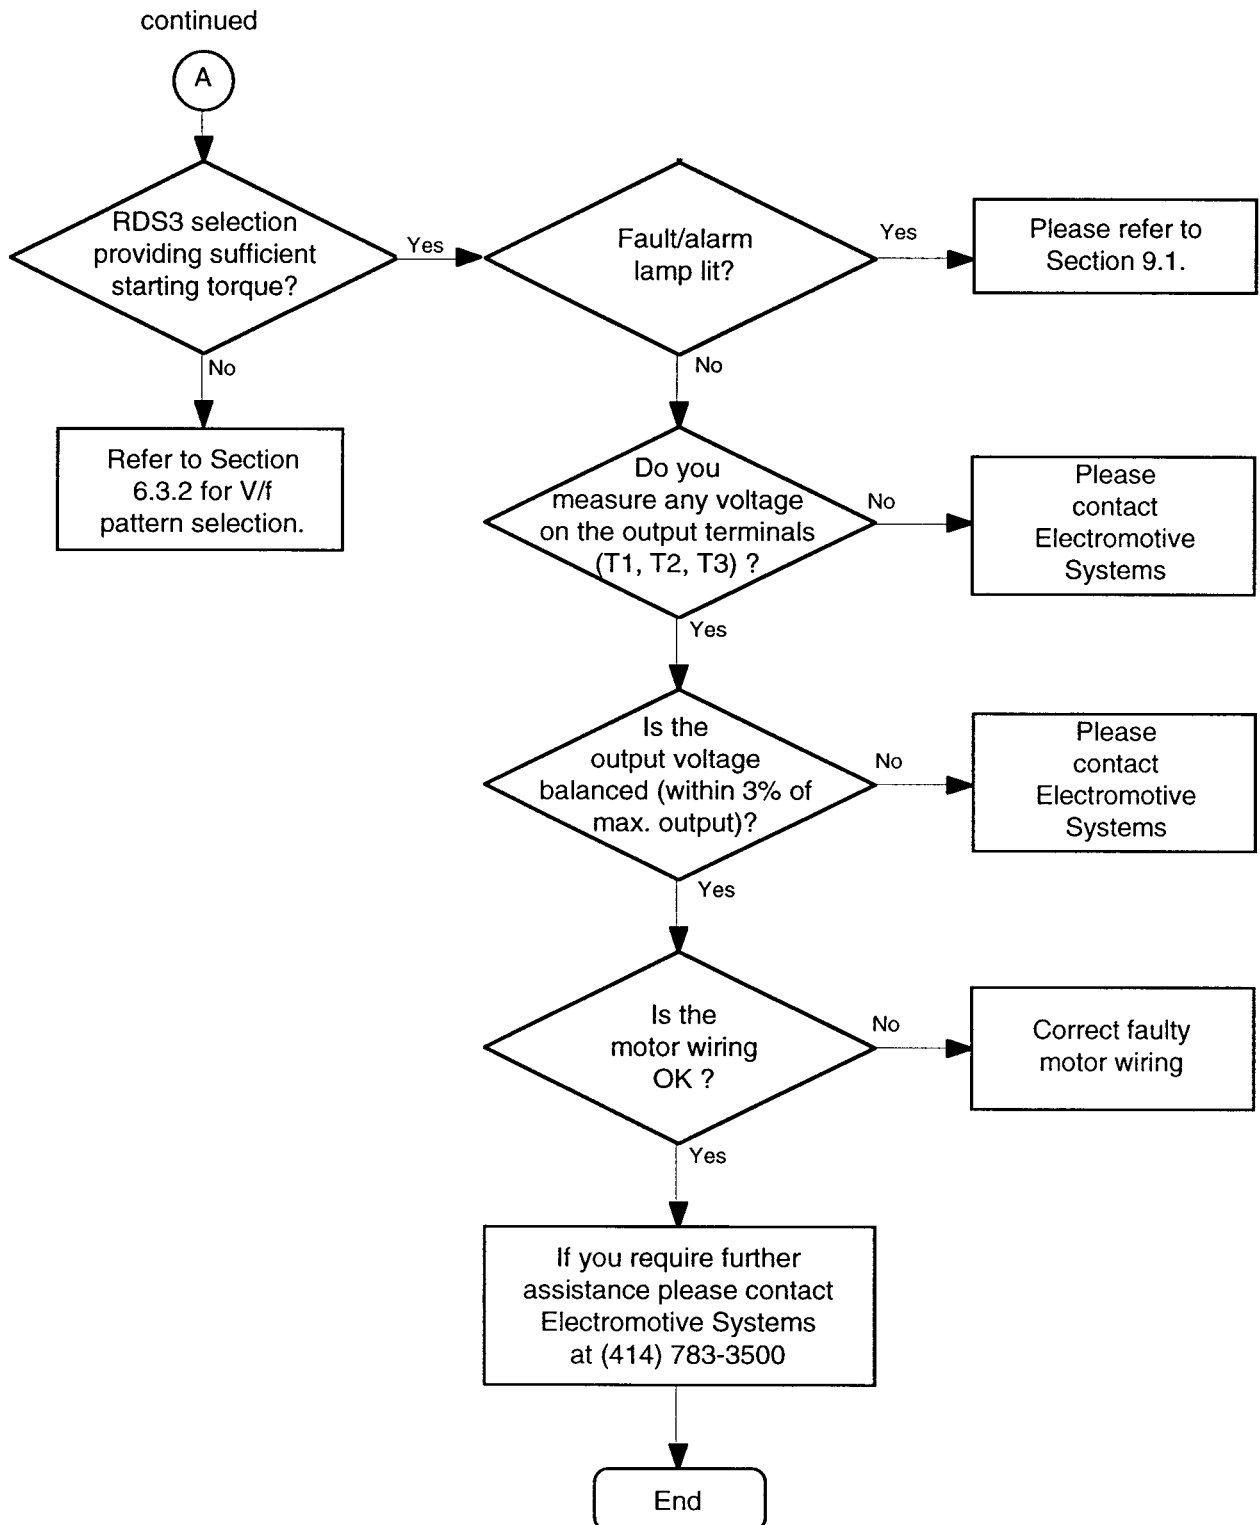 continued
A
RDS3 selection
providing sufficient
starting torque?
Yes
Fault/alarm
lamp lit?
Yes
Please refer to
Section 9.1.
No
No
Refer to Section
6.3.2 for V/f
pattern selection.
Do you
measure any voltage
on the output terminals
(T1, T2, T3) ?
No
Please
contact
Electromotive
Systems
Yes
Is the
output voltage
balanced (within 3% of
max. output)?
No
Please
contact
Electromotive
Systems
Yes
Is the
motor wiring
OK ?
No
Correct faulty
motor wiring
Yes
If you require further
assistance please contact
Electromotive Systems
at (414) 783-3500
End